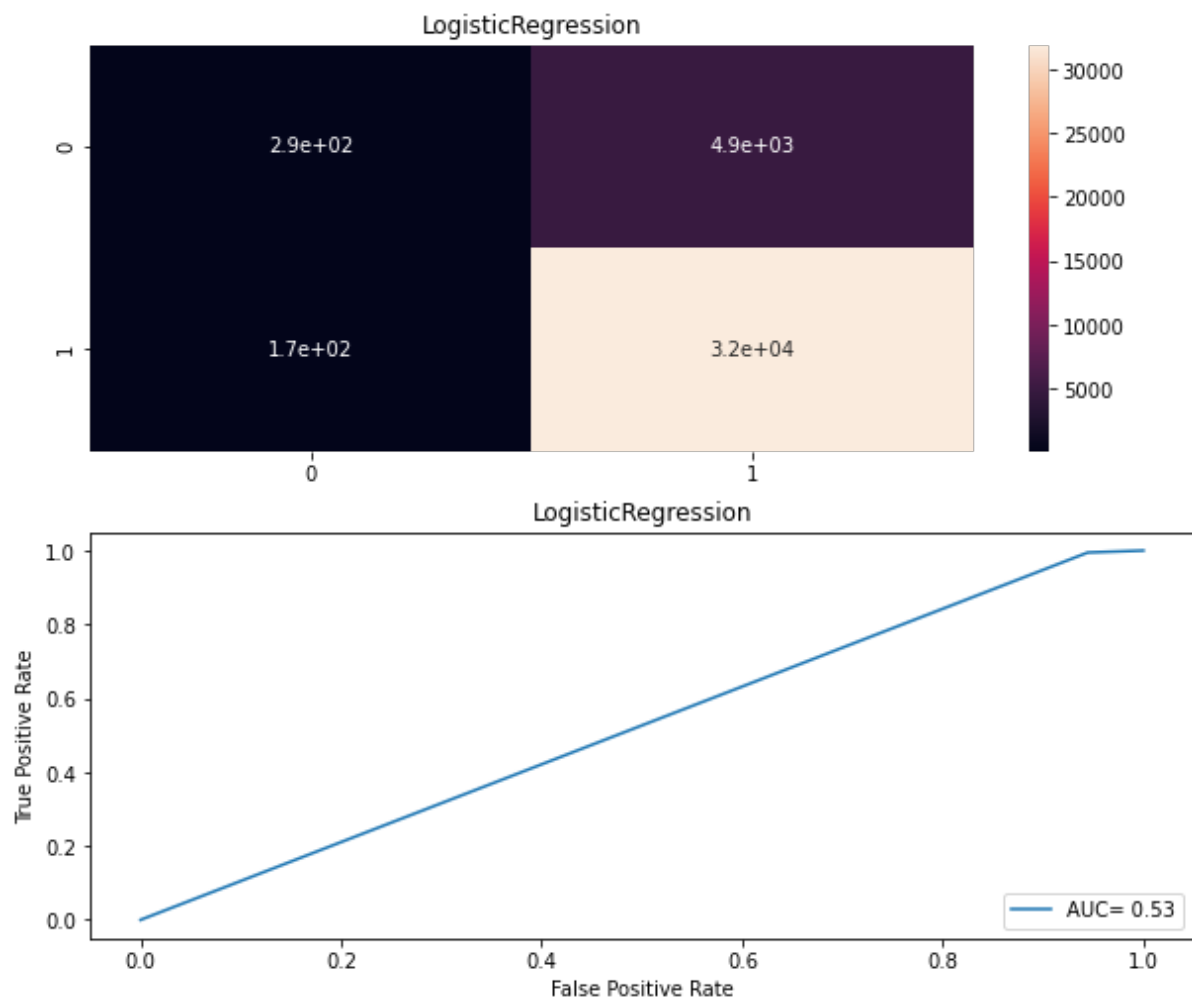 LogisticRegression
0
2.9e+02
4.9e+03
1
1.7e+02
3.2e+04
0
1
30000
25000
20000
15000
10000
5000
LogisticRegression
True Positive Rate
1.0
0.8
0.6
0.4
0.2
0.0
0.0
0.2
0.4
0.6
0.8
1.0
False Positive Rate
AUC= 0.53